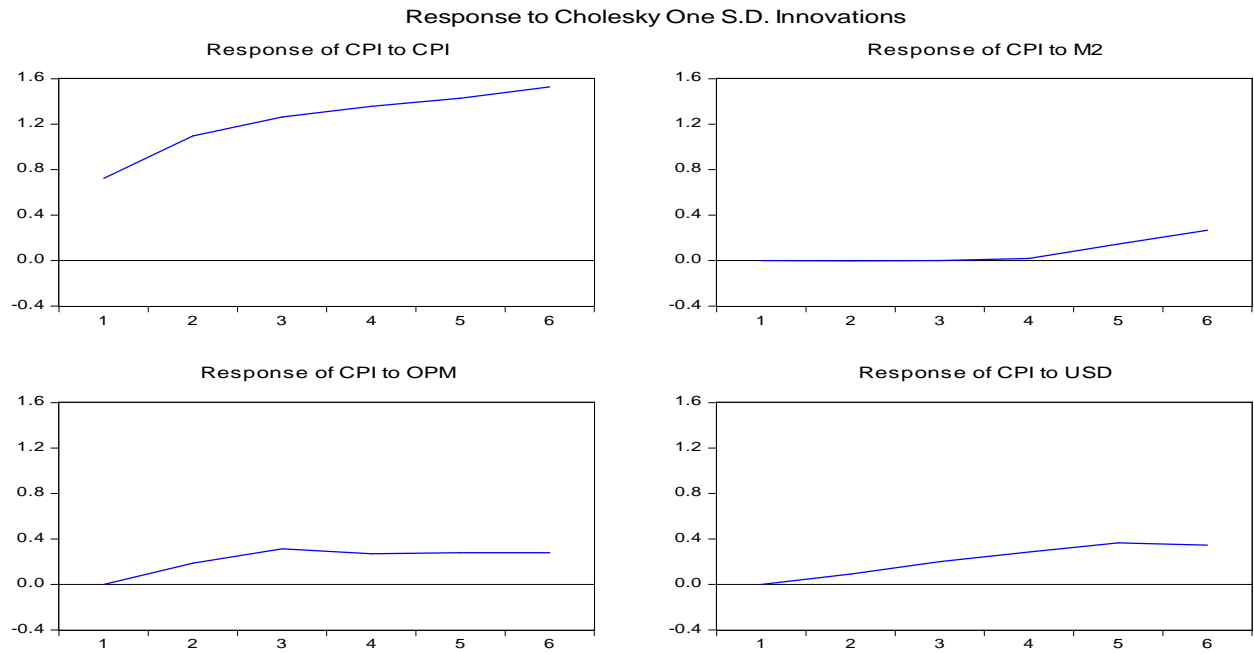 Response to Cholesky One S.D. Innovations
Response of CPI to CPI
1.6
1.2
0.8
0.4
0.0
-0.4
1 2 3 4 5 6
Response of CPI to M2
1.6
1.2
0.8
0.4
0.0
-0.4
1 2 3 4 5 6
Response of CPI to OPM
1.6
1.2
0.8
0.4
0.0
-0.4
1 2 3 4 5 6
Response of CPI to USD
1.6
1.2
0.8
0.4
0.0
-0.4
1 2 3 4 5 6